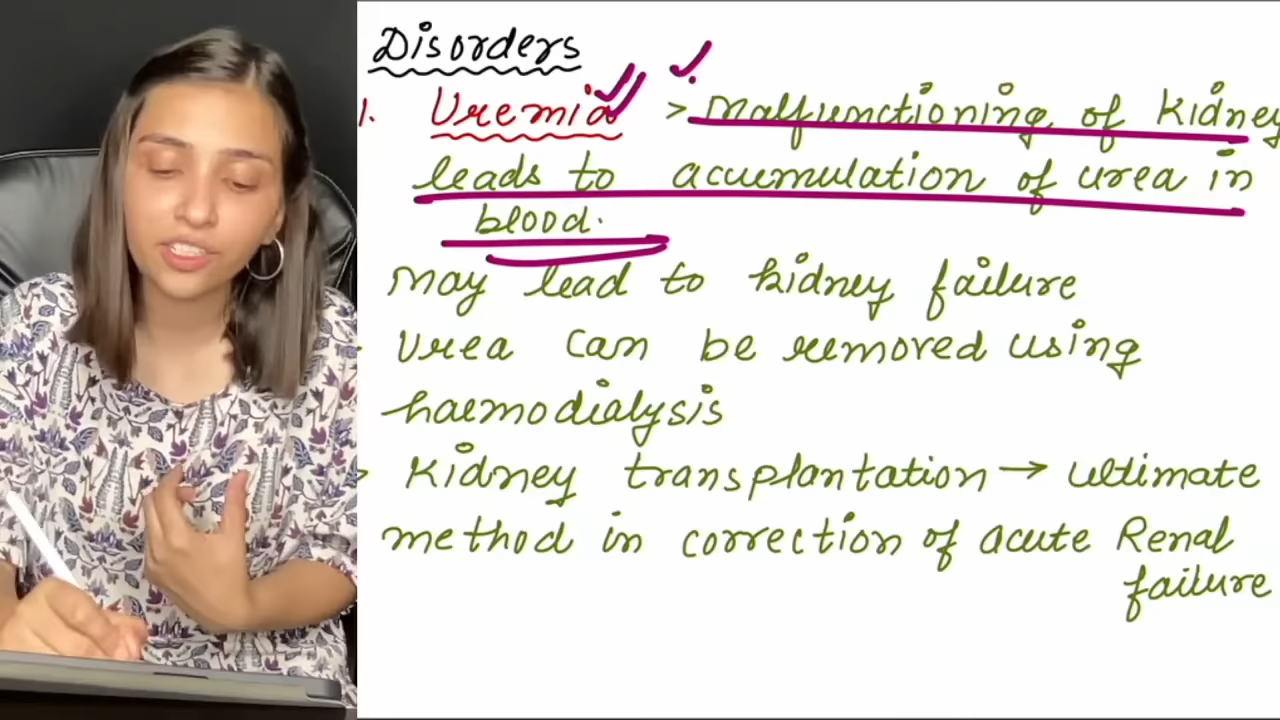 Disorders
1. Uremia > Malfunctioning of Kidney
leads to accumulation of urea in
blood.
May lead to kidney failure
Urea can be removed using
haemodialysis
> Kidney transplantation → ultimate
method in correction of acute Renal
failure